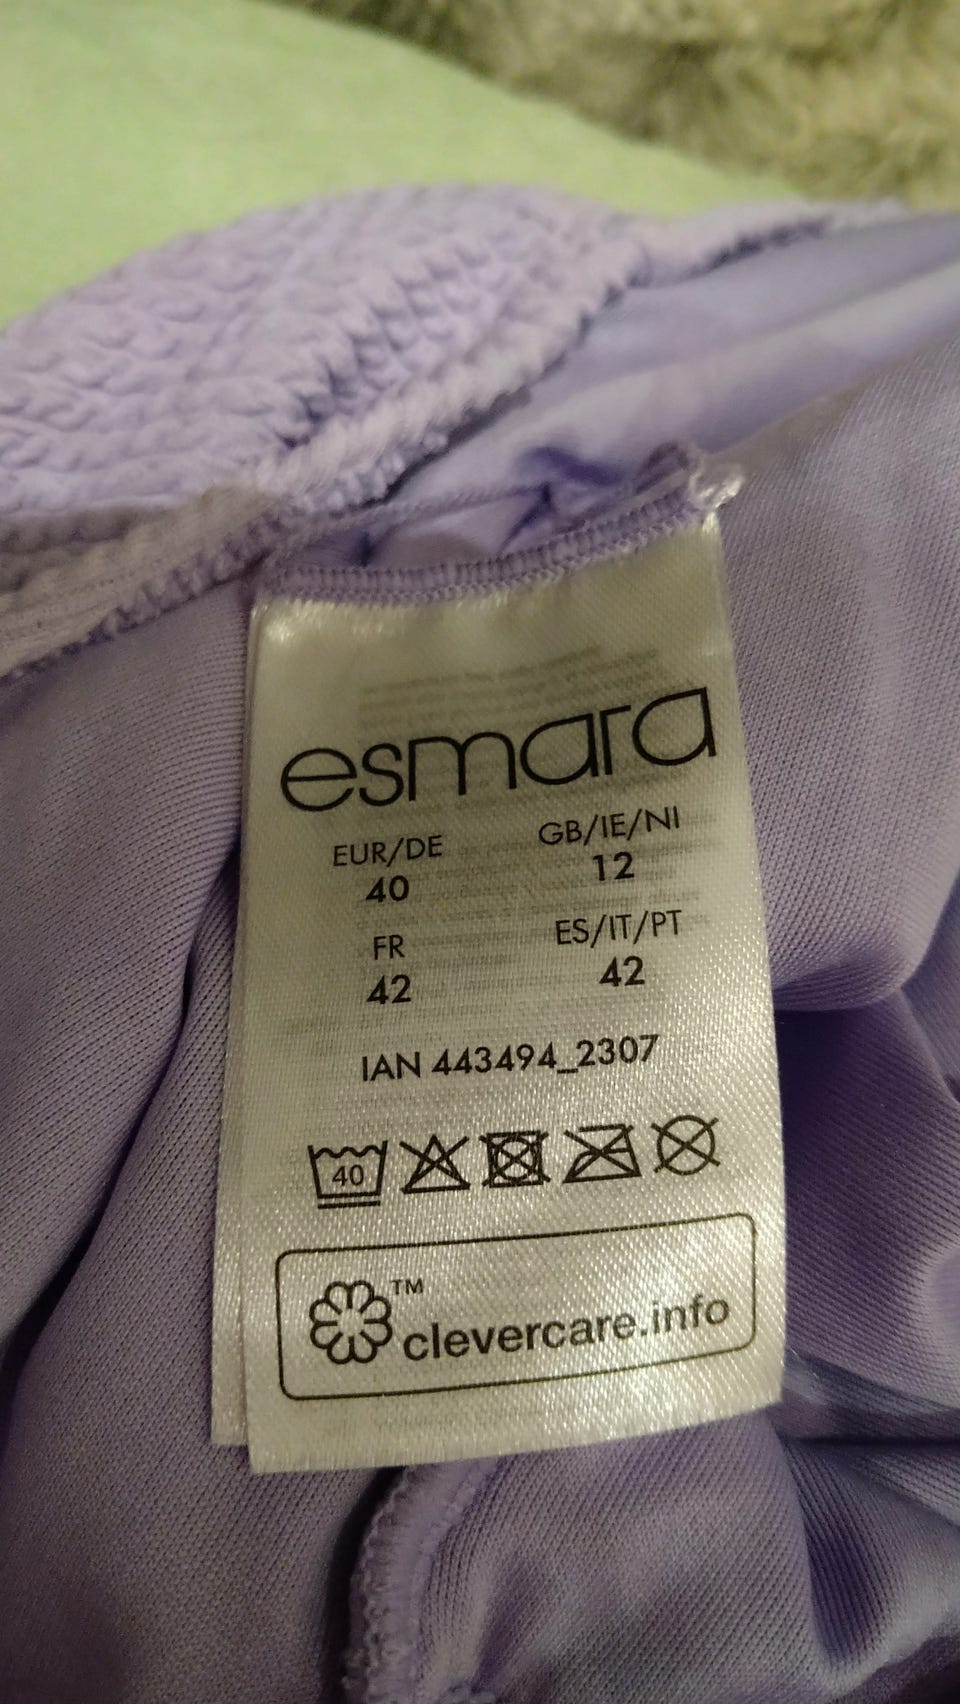 esmara
EUR/DE GB/IE/NI
40 12
FR ES/IT/PT
42 42
IAN 443494_2307
40
™
clevercare.info